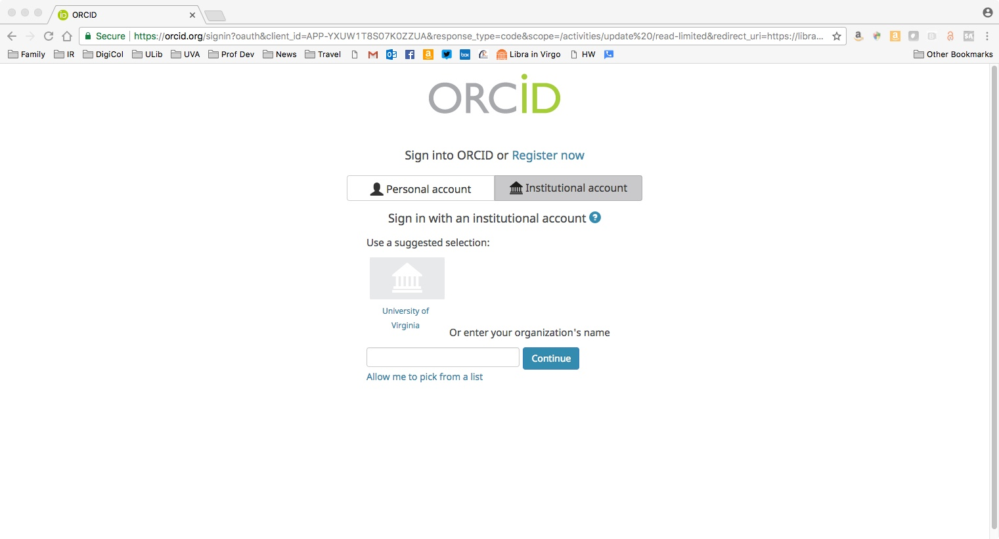 ORCID
Secure https://orcid.org/signin?oauth&client_id=APP-YXUW1T8S07K0ZZUA&response_type=code&scope=/activities/update%20/read-limited&redirect_uri=https://libra...
Family IR DigiCol ULib UVA Prof Dev News Travel Libra in Virgo HW Other Bookmarks
ORCiD
Sign into ORCID or Register now
Personal account Institutional account
Sign in with an institutional account ?
Use a suggested selection:
University of
Virginia
Or enter your organization's name
Continue
Allow me to pick from a list